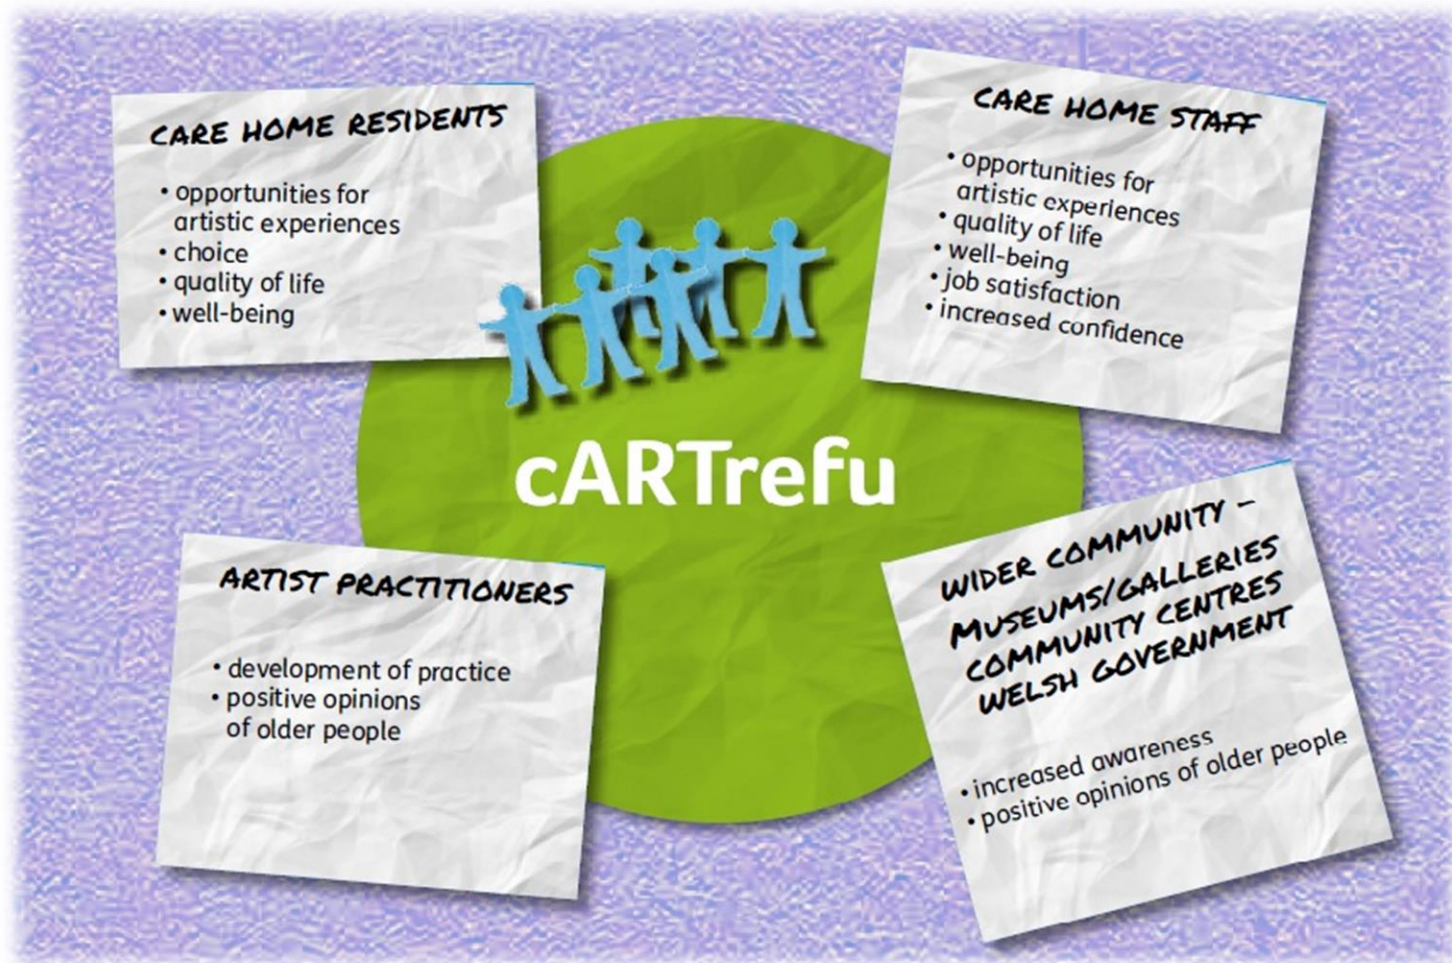 CARE HOME RESIDENTS
• opportunities for
artistic experiences
• choice
• quality of life
• well-being
CARE HOME STAFF
• opportunities for
artistic experiences
• quality of life
• well-being
• job satisfaction
• increased confidence
cARTrefu
ARTIST PRACTITIONERS
• development of practice
• positive opinions
of older people
WIDER COMMUNITY –
MUSEUMS/GALLERIES
COMMUNITY CENTRES
WELSH GOVERNMENT
• increased awareness
• positive opinions of older people